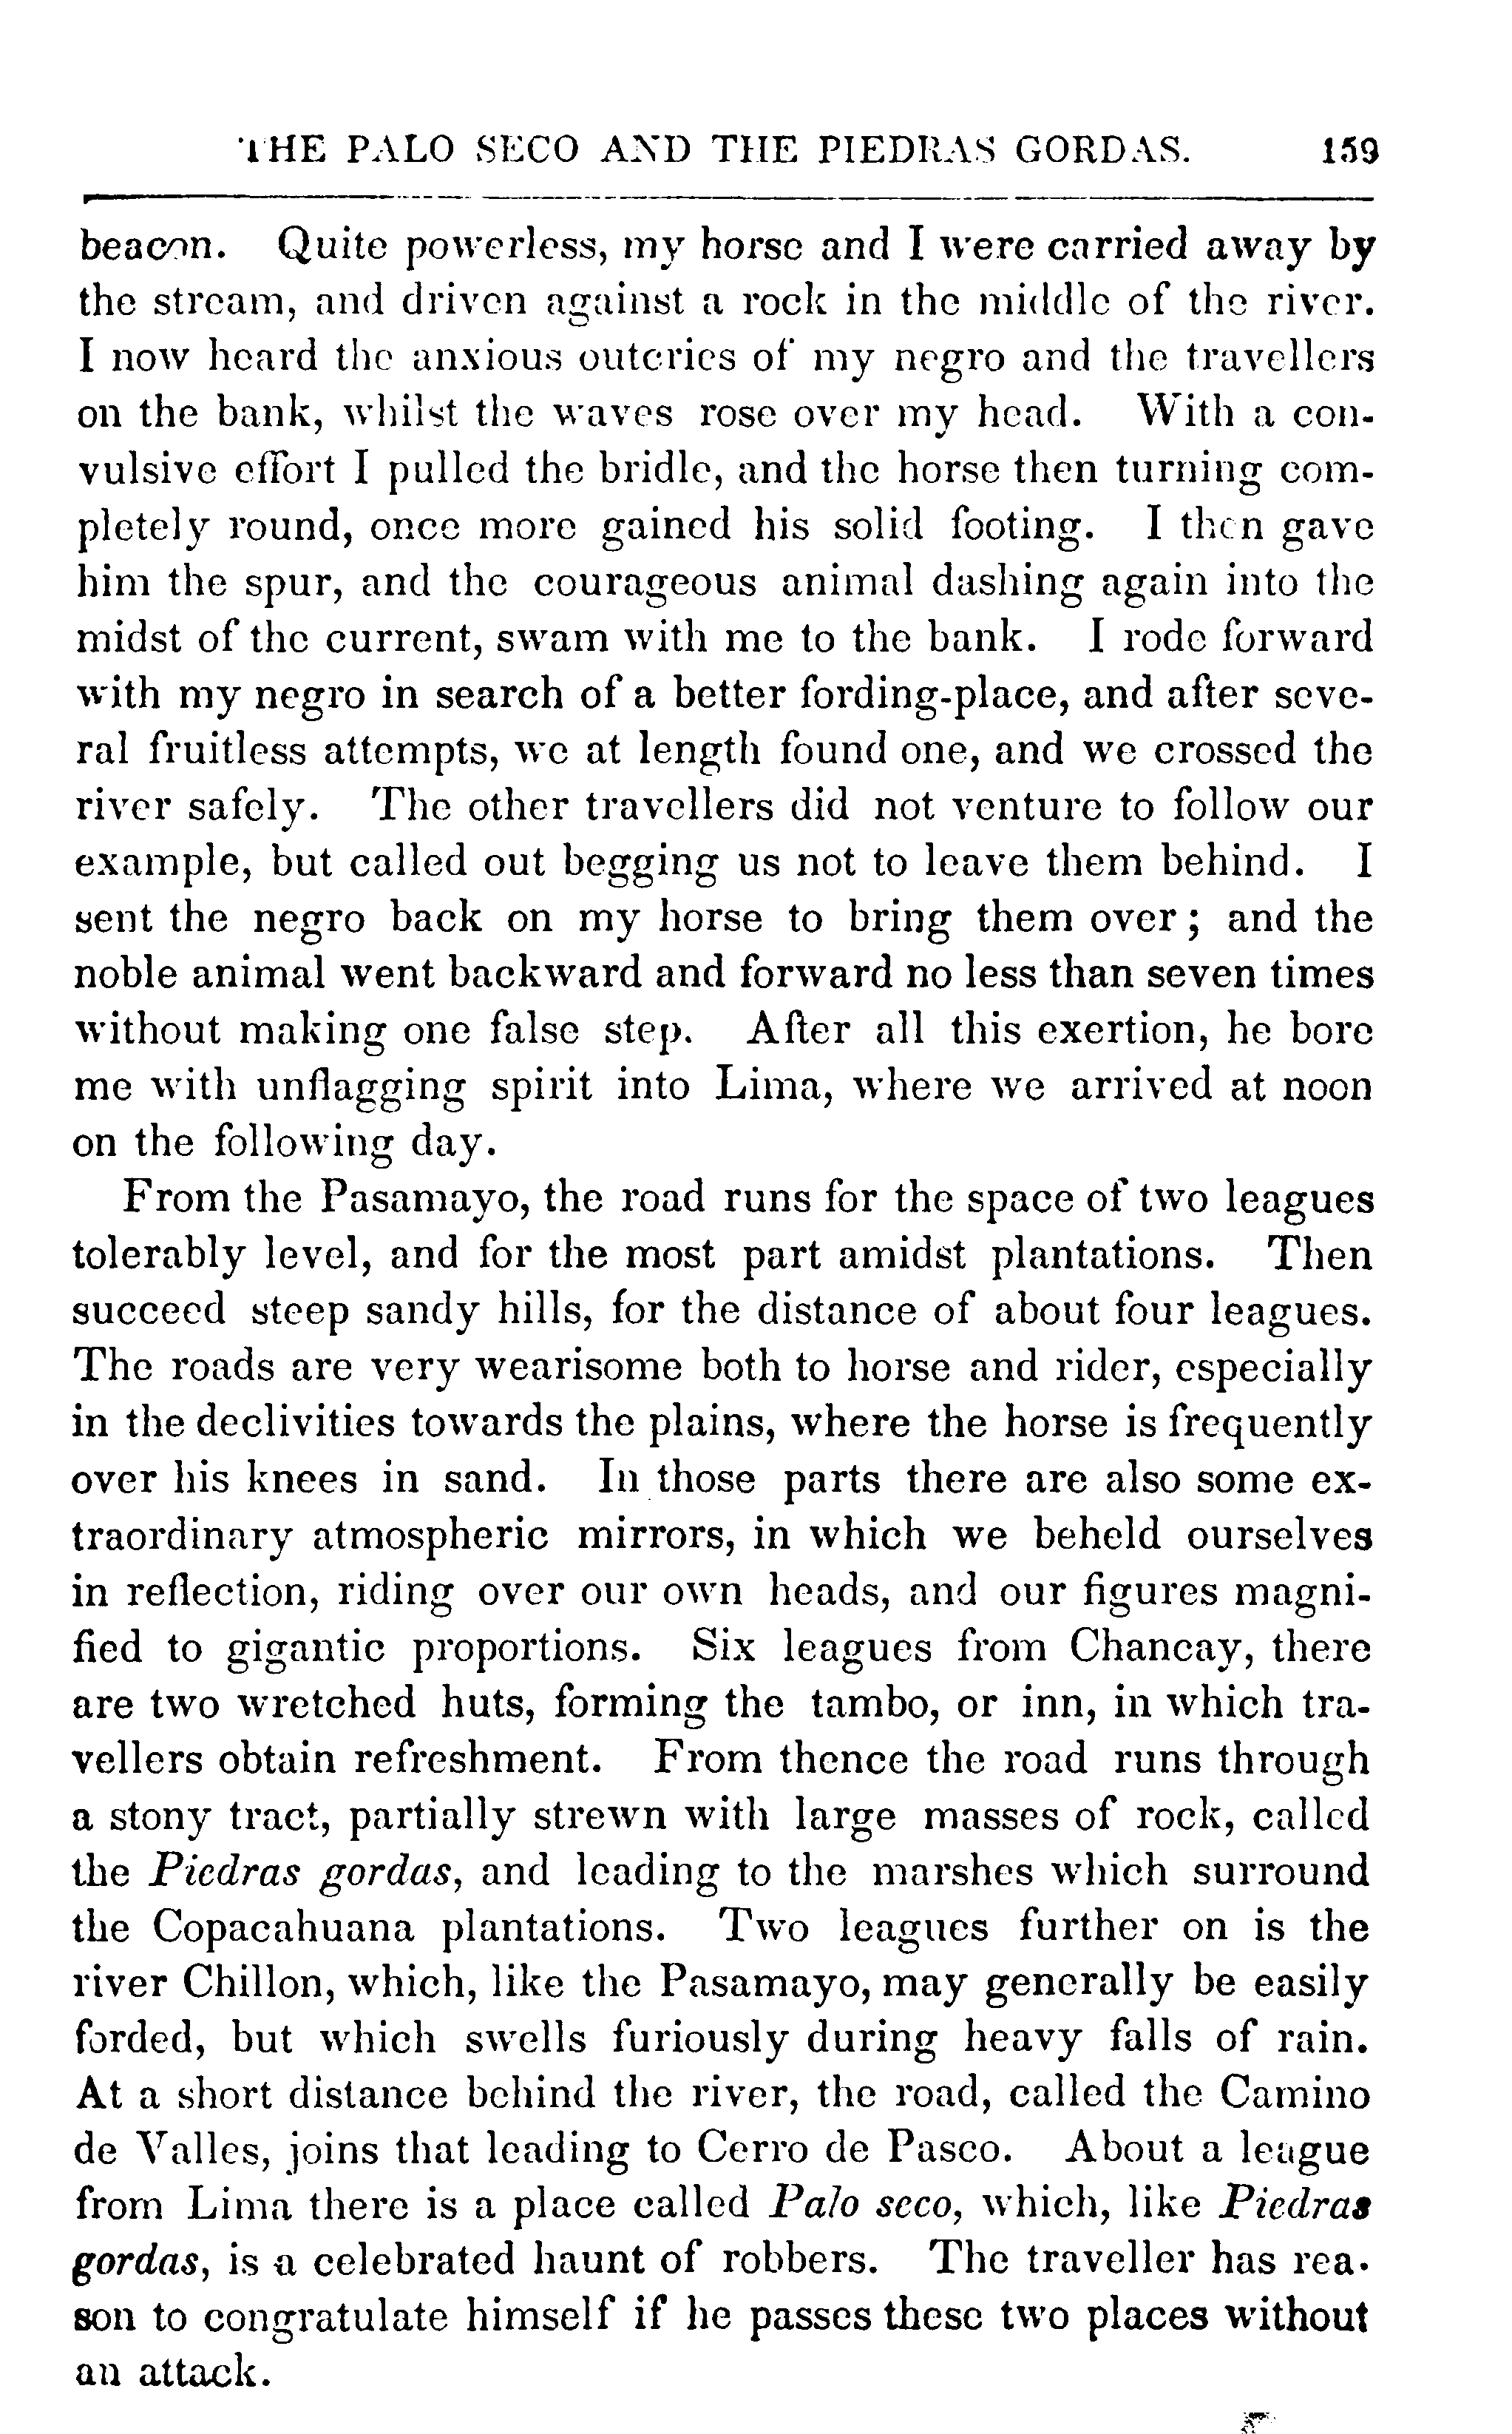 THE PALO SECO AND THE PIEDRAS GORDAS. 159
beacon. Quite powerless, my horse and I were carried away by
the stream, and driven against a rock in the middle of the river.
I now heard the anxious outcries of my negro and the travellers
on the bank, whilst the waves rose over my head. With a con-
vulsive effort I pulled the bridle, and the horse then turning com-
pletely round, once more gained his solid footing. I then gave
him the spur, and the courageous animal dashing again into the
midst of the current, swam with me to the bank. I rode forward
with my negro in search of a better fording-place, and after seve-
ral fruitless attempts, we at length found one, and we crossed the
river safely. The other travellers did not venture to follow our
example, but called out begging us not to leave them behind. I
sent the negro back on my horse to bring them over; and the
noble animal went backward and forward no less than seven times
without making one false step. After all this exertion, he bore
me with unflagging spirit into Lima, where we arrived at noon
on the following day.
From the Pasamayo, the road runs for the space of two leagues
tolerably level, and for the most part amidst plantations. Then
succeed steep sandy hills, for the distance of about four leagues.
The roads are very wearisome both to horse and rider, especially
in the declivities towards the plains, where the horse is frequently
over his knees in sand. In those parts there are also some ex-
traordinary atmospheric mirrors, in which we beheld ourselves
in reflection, riding over our own heads, and our figures magni-
fied to gigantic proportions. Six leagues from Chancay, there
are two wretched huts, forming the tambo, or inn, in which tra-
vellers obtain refreshment. From thence the road runs through
a stony tract, partially strewn with large masses of rock, called
the Piedras gordas, and leading to the marshes which surround
the Copacahuana plantations. Two leagues further on is the
river Chillon, which, like the Pasamayo, may generally be easily
forded, but which swells furiously during heavy falls of rain.
At a short distance behind the river, the road, called the Camino
de Valles, joins that leading to Cerro de Pasco. About a league
from Lima there is a place called Palo seco, which, like Piedras
gordas, is a celebrated haunt of robbers. The traveller has rea-
son to congratulate himself if he passes these two places without
an attack.